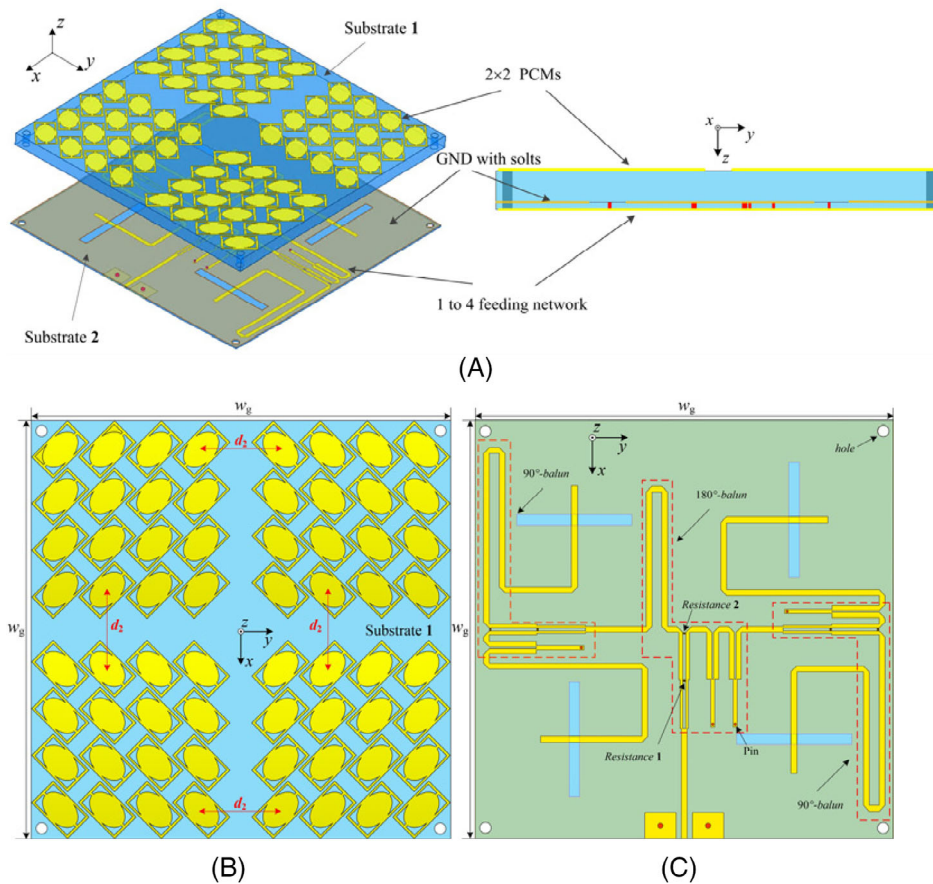 z
x
y
Substrate 1
2×2 PCMs
GND with solts
x
y
z
1 to 4 feeding network
Substrate 2
(A)
wg
d2
wg
d2
d2
Substrate 1
z
y
x
d2
(B)
wg
z
y
x
hole
90°-balun
180°-balun
Resistance 2
wg
Resistance 1
Pin
90°-balun
(C)